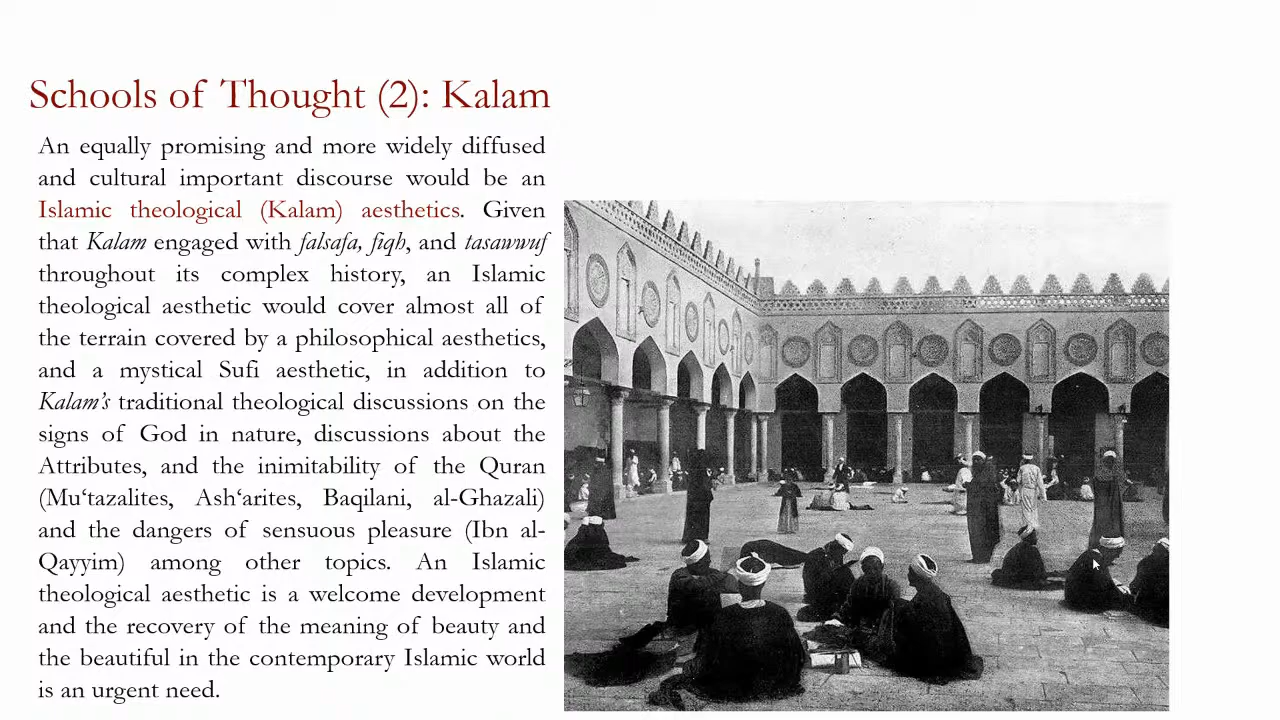 Schools of Thought (2): Kalam
An equally promising and more widely diffused
and cultural important discourse would be an
Islamic theological (Kalam) aesthetics. Given
that Kalam engaged with falsafa, fiqh, and tasawwuf
throughout its complex history, an Islamic
theological aesthetic would cover almost all of
the terrain covered by a philosophical aesthetics,
and a mystical Sufi aesthetic, in addition to
Kalam’s traditional theological discussions on the
signs of God in nature, discussions about the
Attributes, and the inimitability of the Quran
(Mu‘tazalites, Ash‘arites, Baqilani, al-Ghazali)
and the dangers of sensuous pleasure (Ibn al-
Qayyim) among other topics. An Islamic
theological aesthetic is a welcome development
and the recovery of the meaning of beauty and
the beautiful in the contemporary Islamic world
is an urgent need.